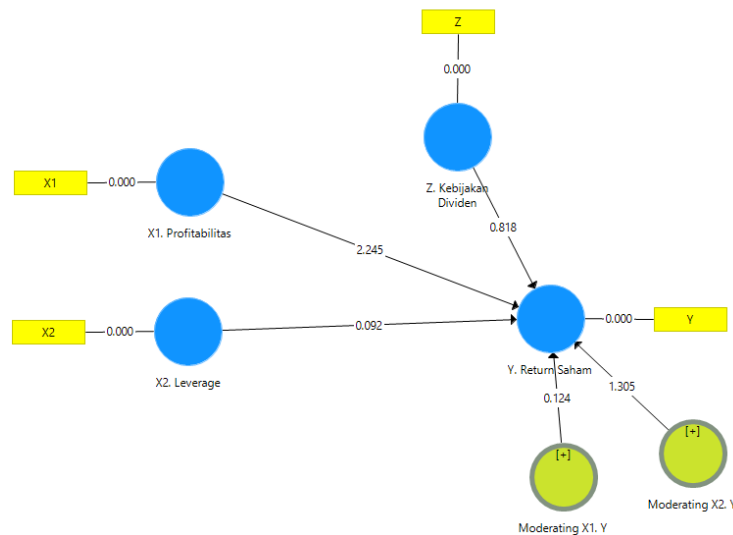 Z
0.000
Z. Kebijakan
Dividen
X1
0.000
X1. Profitabilitas
0.818
2.245
X2
0.000
X2. Leverage
0.092
0.000
Y
Y. Return Saham
0.124
1.305
[+]
[+]
Moderating X1. Y
Moderating X2. Y